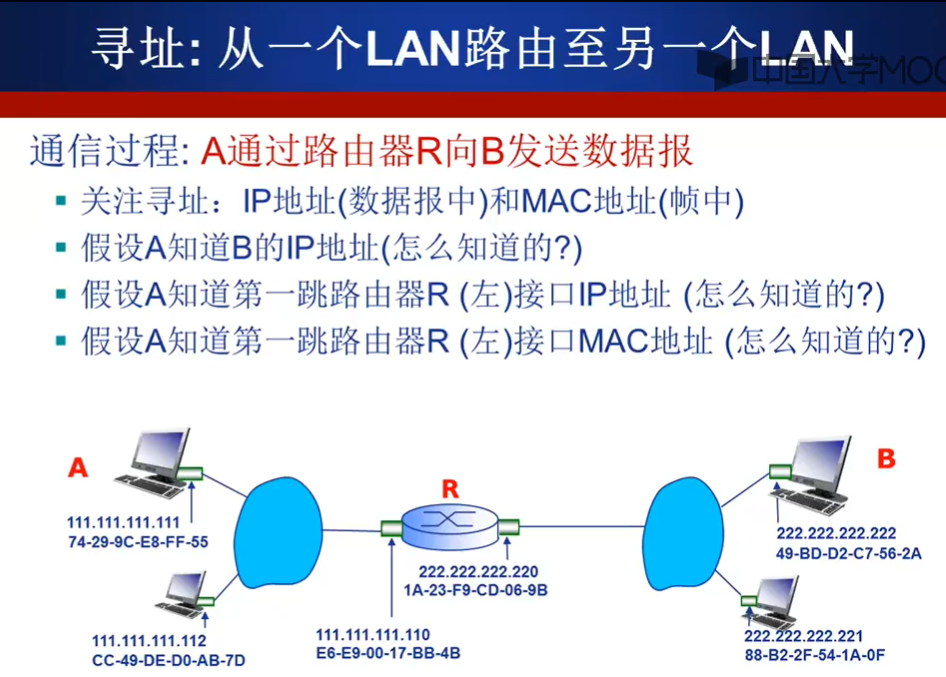 寻址: 从一个LAN路由至另一个LAN
中国大学MOO
通信过程: A通过路由器R向B发送数据报
▪ 关注寻址：IP地址(数据报中)和MAC地址(帧中)
▪ 假设A知道B的IP地址(怎么知道的?)
▪ 假设A知道第一跳路由器R (左)接口IP地址 (怎么知道的?)
▪ 假设A知道第一跳路由器R (左)接口MAC地址 (怎么知道的?)
A
B
R
111.111.111.111
74-29-9C-E8-FF-55
222.222.222.222
49-BD-D2-C7-56-2A
222.222.222.220
1A-23-F9-CD-06-9B
111.111.111.112
CC-49-DE-D0-AB-7D
111.111.111.110
E6-E9-00-17-BB-4B
222.222.222.221
88-B2-2F-54-1A-0F